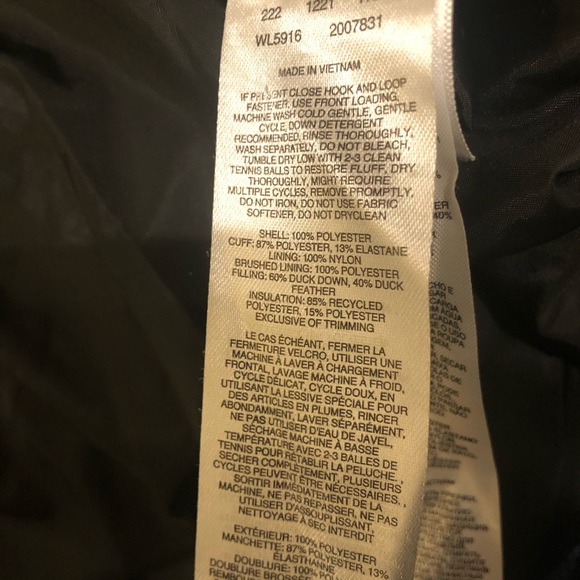 222 1221
WL5916 2007831
MADE IN VIETNAM
IF PRESENT CLOSE HOOK AND LOOP
FASTENER, USE FRONT LOADING
MACHINE WASH COLD GENTLE, GENTLE
CYCLE, DOWN DETERGENT
RECOMMENDED, RINSE THOROUGHLY,
WASH SEPARATELY, DO NOT BLEACH,
TUMBLE DRY LOW WITH 2-3 CLEAN
TENNIS BALLS TO RESTORE FLUFF, DRY
THOROUGHLY, MIGHT REQUIRE
MULTIPLE CYCLES, REMOVE PROMPTLY,
DO NOT IRON, DO NOT USE FABRIC
SOFTENER, DO NOT DRYCLEAN
SHELL: 100% POLYESTER
CUFF: 87% POLYESTER, 13% ELASTANE
LINING: 100% NYLON
BRUSHED LINING: 100% POLYESTER
FILLING: 60% DUCK DOWN, 40% DUCK
FEATHER
INSULATION: 85% RECYCLED
POLYESTER, 15% POLYESTER
EXCLUSIVE OF TRIMMING
LE CAS ÉCHÉANT, FERMER LA
FERMETURE VELCRO, UTILISER UNE
MACHINE À LAVER À CHARGEMENT
FRONTAL, LAVAGE MACHINE À FROID,
CYCLE DÉLICAT, CYCLE DOUX, EN
UTILISANT LA LESSIVE SPÉCIALE POUR
DES ARTICLES EN PLUMES, RINCER
ABONDAMMENT, LAVER SÉPARÉMENT,
NE PAS UTILISER D'EAU DE JAVEL,
SÉCHAGE MACHINE À BASSE
TEMPÉRATURE AVEC 2-3 BALLES DE
TENNIS POUR RÉTABLIR LA PELUCHE, ,
SECHER COMPLÈTEMENT, PLUSIEURS
CYCLES PEUVENT ÊTRE NÉCESSAIRES. ,
SORTIR IMMÉDIATEMENT DE LA
MACHINE, NE PAS REPASSER, NE PAS
UTILISER D'ASSOUPLISSANT,
NETTOYAGE À SEC INTERDIT
EXTÉRIEUR: 100% POLYESTER
MANCHETTE: 87% POLYESTER, 13%
ÉLASTHANNE
DOUBLURE: 100%
DOUBLURE